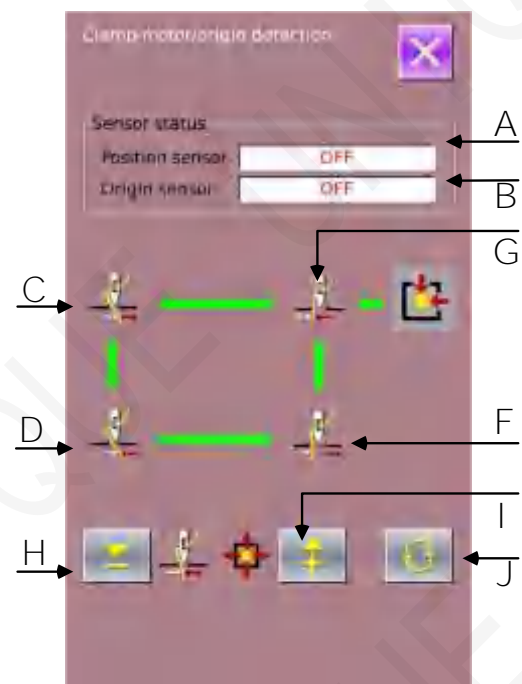 Clamp motor/origin detection
A
Sensor status
Position sensor OFF
B
Origin sensor OFF
G
C
D
F
I
H
J